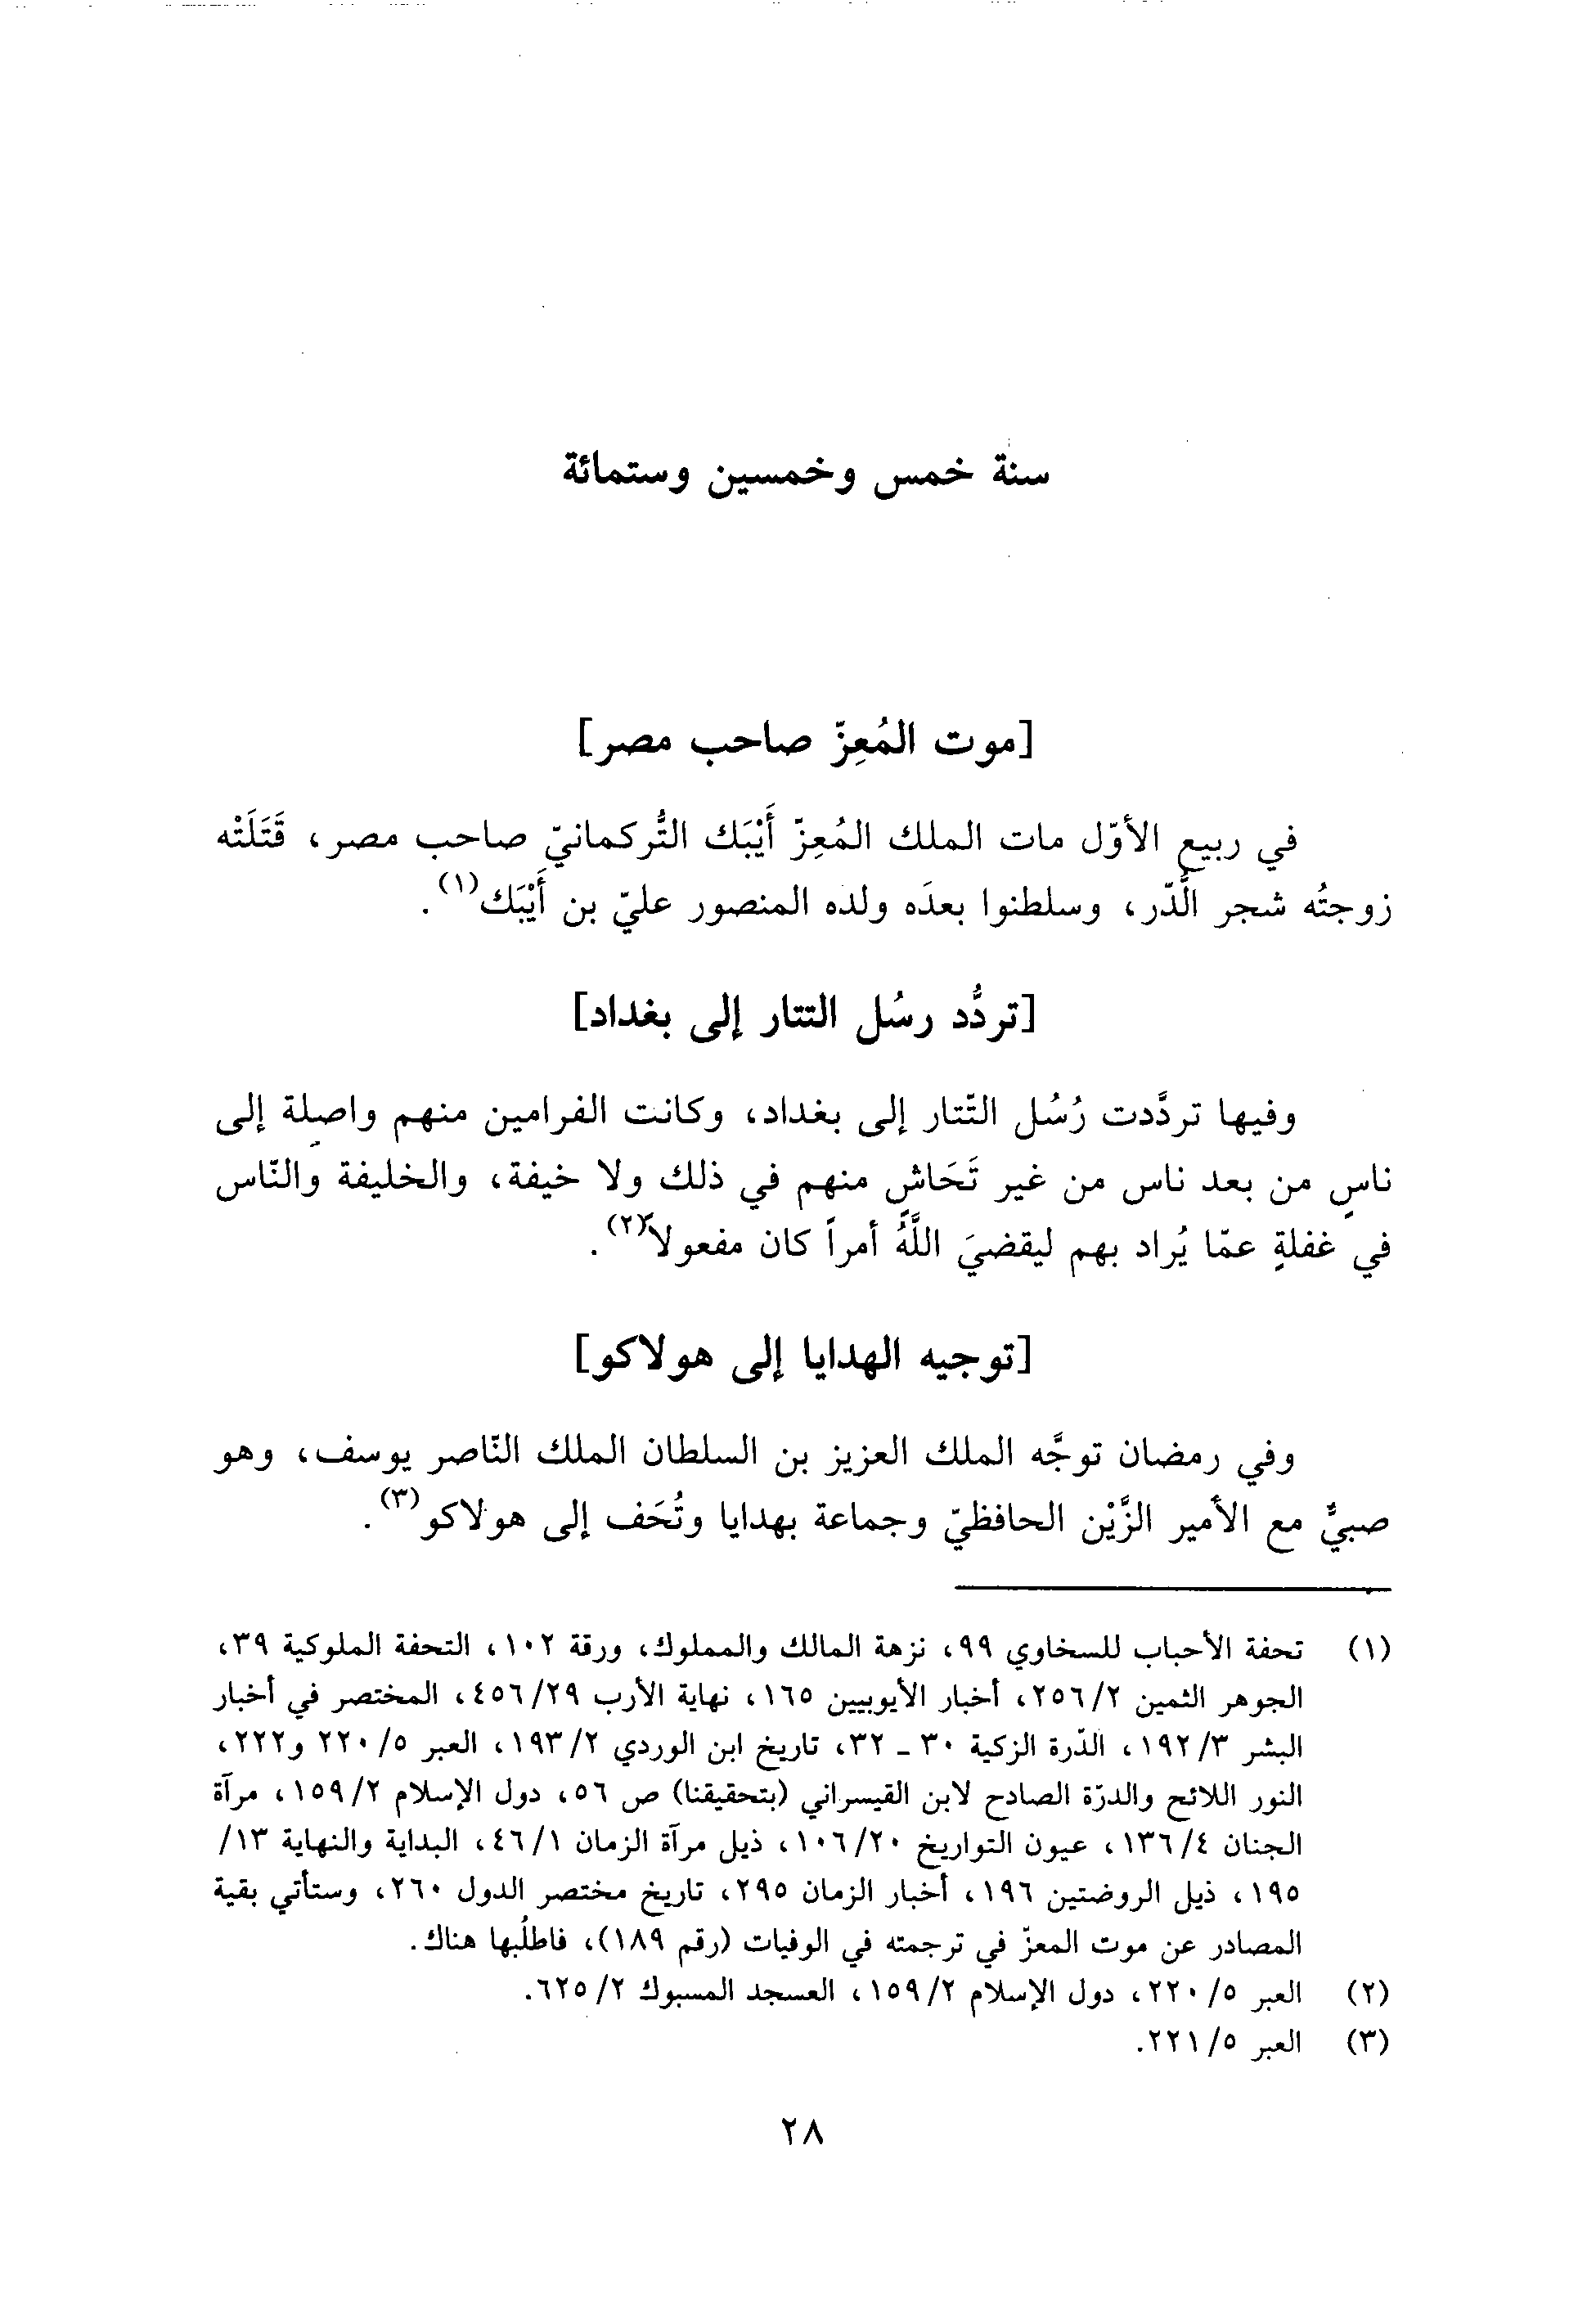 سنة خمس وخمسين وستمائة
[موت المُعِزّ صاحب مصر]
في ربيع الأوّل مات الملك المُعِزّ أَيْبَك التُّركمانيّ صاحب مصر، قَتَلَتْه
زوجتُه شجر الدُّر، وسلطنوا بعدَه ولده المنصور عليّ بن أَيْبَك(١).
[تردُّد رسُل التتار إلى بغداد]
وفيها تردَّدت رُسُل التّتار إلى بغداد، وكانت الفرامين منهم واصِلة إلى
ناسٍ من بعد ناس من غير تَحَاشٍ منهم في ذلك ولا خيفة، والخليفة والنّاس
في غفلةٍ عمّا يُراد بهم ليقضيَ اللَّهُ أمراً كان مفعولاً(٢).
[توجيه الهدايا إلى هولاكو]
وفي رمضان توجَّه الملك العزيز بن السلطان الملك النّاصر يوسف، وهو
صبيٌّ مع الأمير الزَّيْن الحافظيّ وجماعة بهدايا وتُحَف إلى هولاكو(٣).
(١) تحفة الأحباب للسخاوي ٩٩، نزهة المالك والمملوك، ورقة ١٠٢، التحفة الملوكية ٣٩،
الجوهر الثمين ٢/٢٥٦، أخبار الأيوبيين ١٦٥، نهاية الأرب ٢٩/٤٥٦، المختصر في أخبار
البشر ٣/١٩٢، الدّرة الزكية ٣٠ ـ ٣٢، تاريخ ابن الوردي ٢/١٩٣، العبر ٥/٢٢٠ و٢٢٢،
النور اللائح والدرّة الصادح لابن القيسراني (بتحقيقنا) ص ٥٦، دول الإسلام ٢/١٥٩، مرآة
الجنان ٤/١٣٦، عيون التواريخ ٢٠/١٠٦، ذيل مرآة الزمان ١/٤٦، البداية والنهاية ١٣/
١٩٥، ذيل الروضتين ١٩٦، أخبار الزمان ٢٩٥، تاريخ مختصر الدول ٢٦٠، وستأتي بقية
المصادر عن موت المعزّ في ترجمته في الوفيات (رقم ١٨٩)، فاطلُبها هناك.
(٢) العبر ٥/٢٢٠، دول الإسلام ٢/١٥٩، العسجد المسبوك ٢/٦٢٥.
(٣) العبر ٥/٢٢١.
٢٨